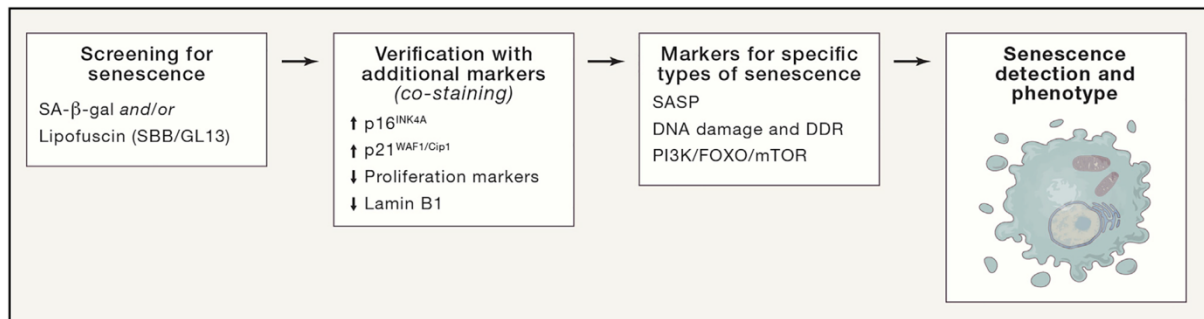 Screening for
senescence
SA-β-gal and/or
Lipofuscin (SBB/GL13)
Verification with
additional markers
(co-staining)
↑ p16INK4A
↑ p21WAF1/Cip1
↓ Proliferation markers
↓ Lamin B1
Markers for specific
types of senescence
SASP
DNA damage and DDR
PI3K/FOXO/mTOR
Senescence
detection and
phenotype